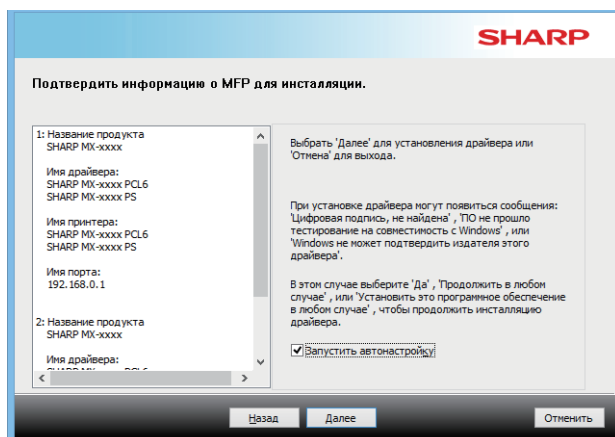 SHARP
Подтвердить информацию о MFP для инсталляции.
1: Название продукта
SHARP MX-xxxx
Имя драйвера:
SHARP MX-xxxx PCL6
SHARP MX-xxxx PS
Имя принтера:
SHARP MX-xxxx PCL6
SHARP MX-xxxx PS
Имя порта:
192.168.0.1
2: Название продукта
SHARP MX-xxxx
Имя драйвера:
Выбрать 'Далее' для установления драйвера или
'Отмена' для выхода.
При установке драйвера могут появиться сообщения:
'Цифровая подпись, не найдена' , 'ПО не прошло
тестирование на совместимость с Windows' , или
'Windows не может подтвердить издателя этого
драйвера'.
В этом случае выберите 'Да' , 'Продолжить в любом
случае' , или 'Установить это программное обеспечение
в любом случае' , чтобы продолжить инсталляцию
драйвера.
Запустить автонастройку
Назад
Далее
Отменить